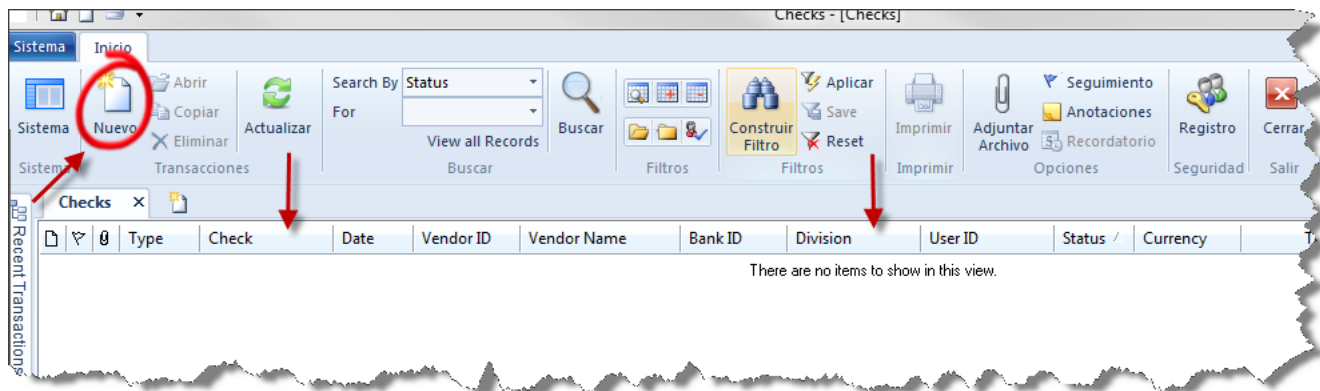 Checks - [Checks]
Sistema Inicio
Sistema
Nuevo
Abrir
Copiar
Eliminar
Actualizar
Search By Status
For
View all Records
Buscar
Construir Filtro
Aplicar
Save
Reset
Imprimir
Adjuntar Archivo
Seguimiento
Anotaciones
Recordatorio
Registro
Cerrar
Sistema Transacciones Buscar Filtros Filtros Imprimir Opciones Seguridad Salir
Checks
Recent Transactions
Type Check Date Vendor ID Vendor Name Bank ID Division User ID Status Currency
There are no items to show in this view.